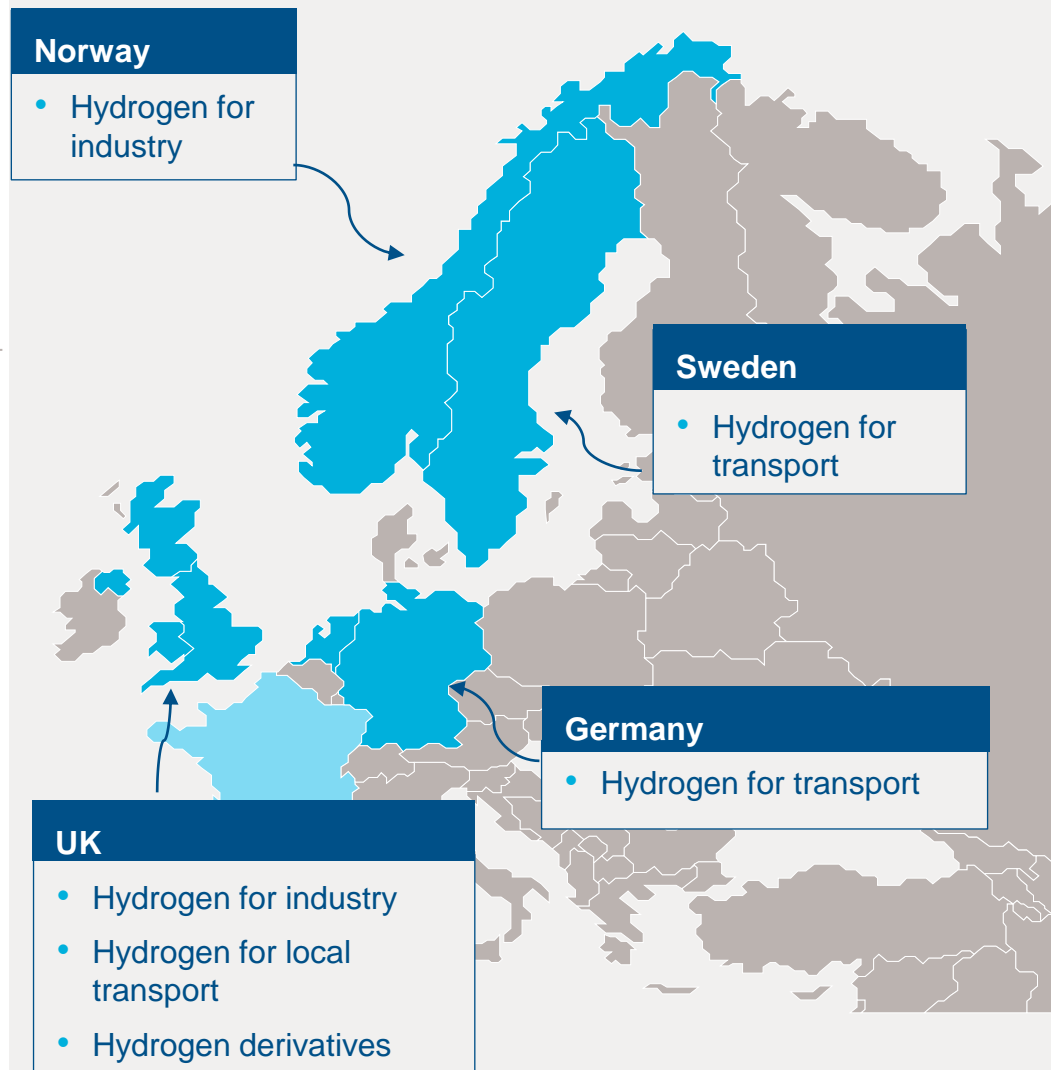 Norway
• Hydrogen for
industry
Sweden
• Hydrogen for
transport
Germany
• Hydrogen for transport
UK
• Hydrogen for industry
• Hydrogen for local
transport
• Hydrogen derivatives